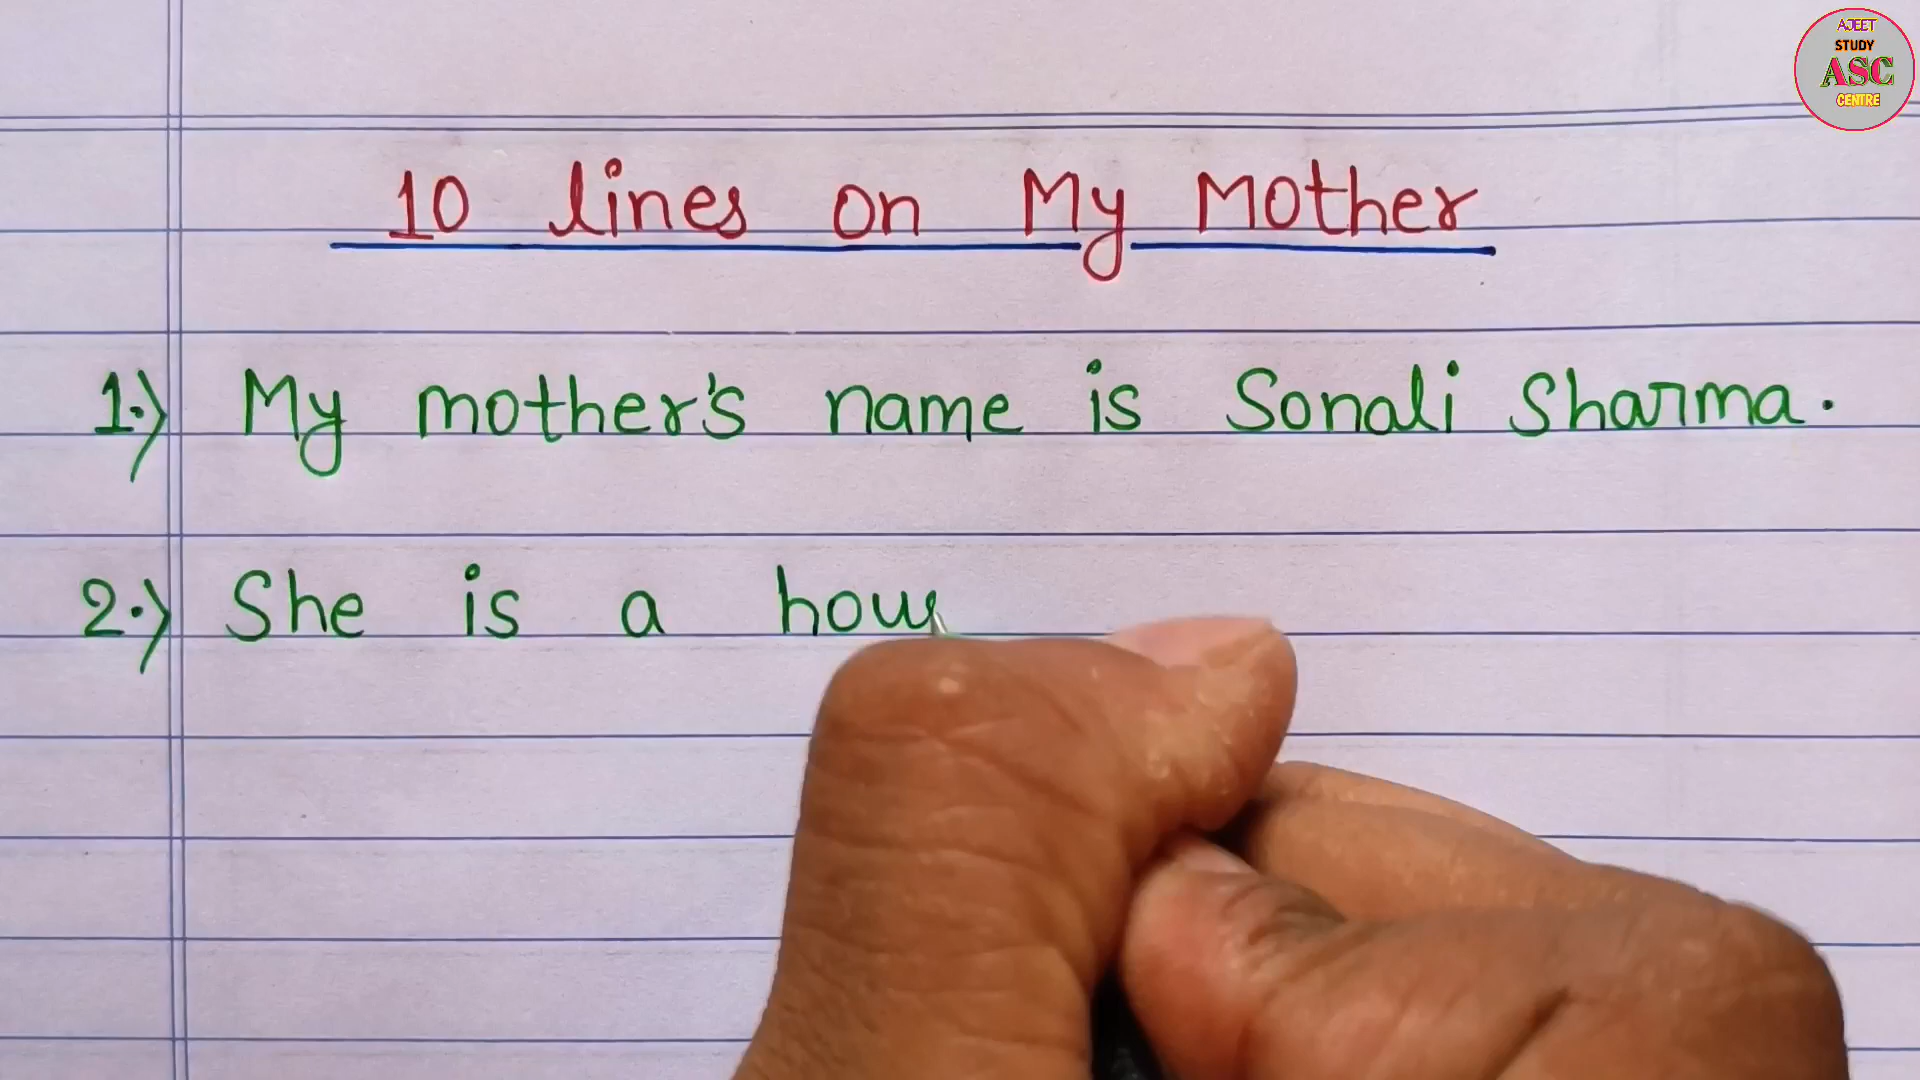 AJEET
STUDY
ASC
CENTRE
10 lines on My Mother
1.) My mother's name is Sonali Sharma.
2.) She is a hous